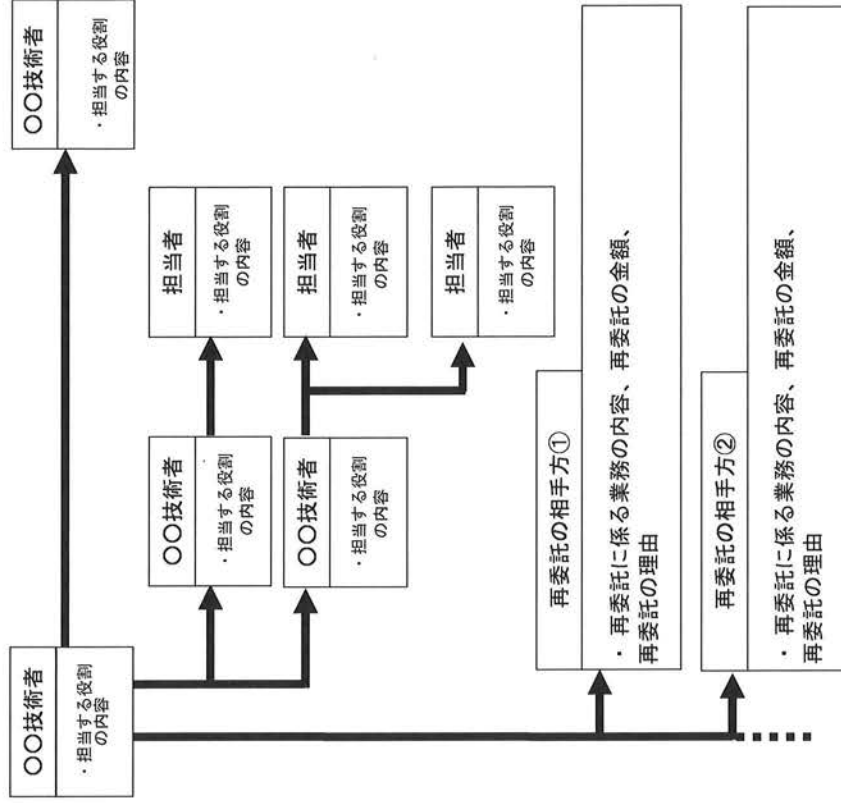 〇〇技術者
・担当する役割
の内容
〇〇技術者
・担当する役割
の内容
〇〇技術者
・担当する役割
の内容
担当者
・担当する役割
の内容
〇〇技術者
・担当する役割
の内容
担当者
・担当する役割
の内容
担当者
・担当する役割
の内容
再委託の相手方①
・再委託に係る業務の内容、再委託の金額、
再委託の理由
再委託の相手方②
・再委託に係る業務の内容、再委託の金額、
再委託の理由